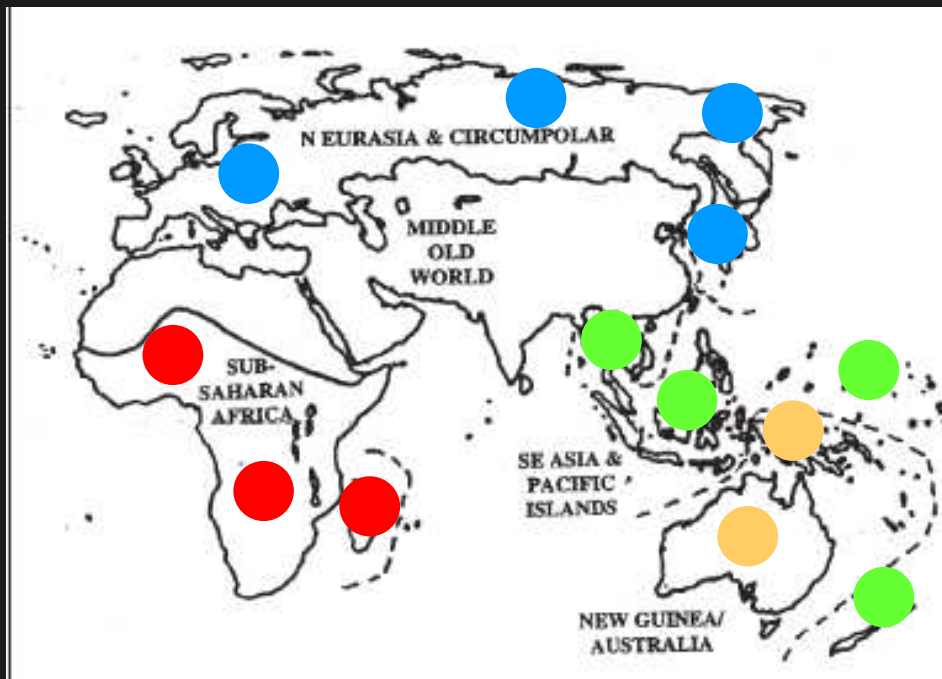 N EURASIA & CIRCUMPOLAR
MIDDLE
OLD
WORLD
SUB-
SAHARAN
AFRICA
SE ASIA &
PACIFIC
ISLANDS
NEW GUINEA/
AUSTRALIA